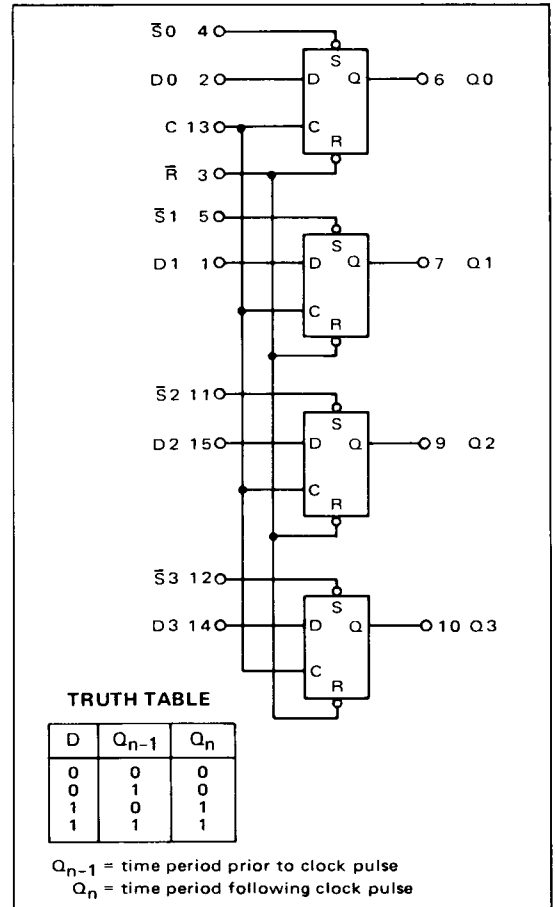 S̅0 4
S
D0 2 D Q 6 Q0
C 13 C
R
R̅ 3
S̅1 5
S
D1 1 D Q 7 Q1
C
R
S̅2 11
S
D2 15 D Q 9 Q2
C
R
S̅3 12
S
D3 14 D Q 10 Q3
C
R
TRUTH TABLE
D Qn-1 Qn
0 0 0
0 1 0
1 0 1
1 1 1
Qn-1 = time period prior to clock pulse
Qn = time period following clock pulse